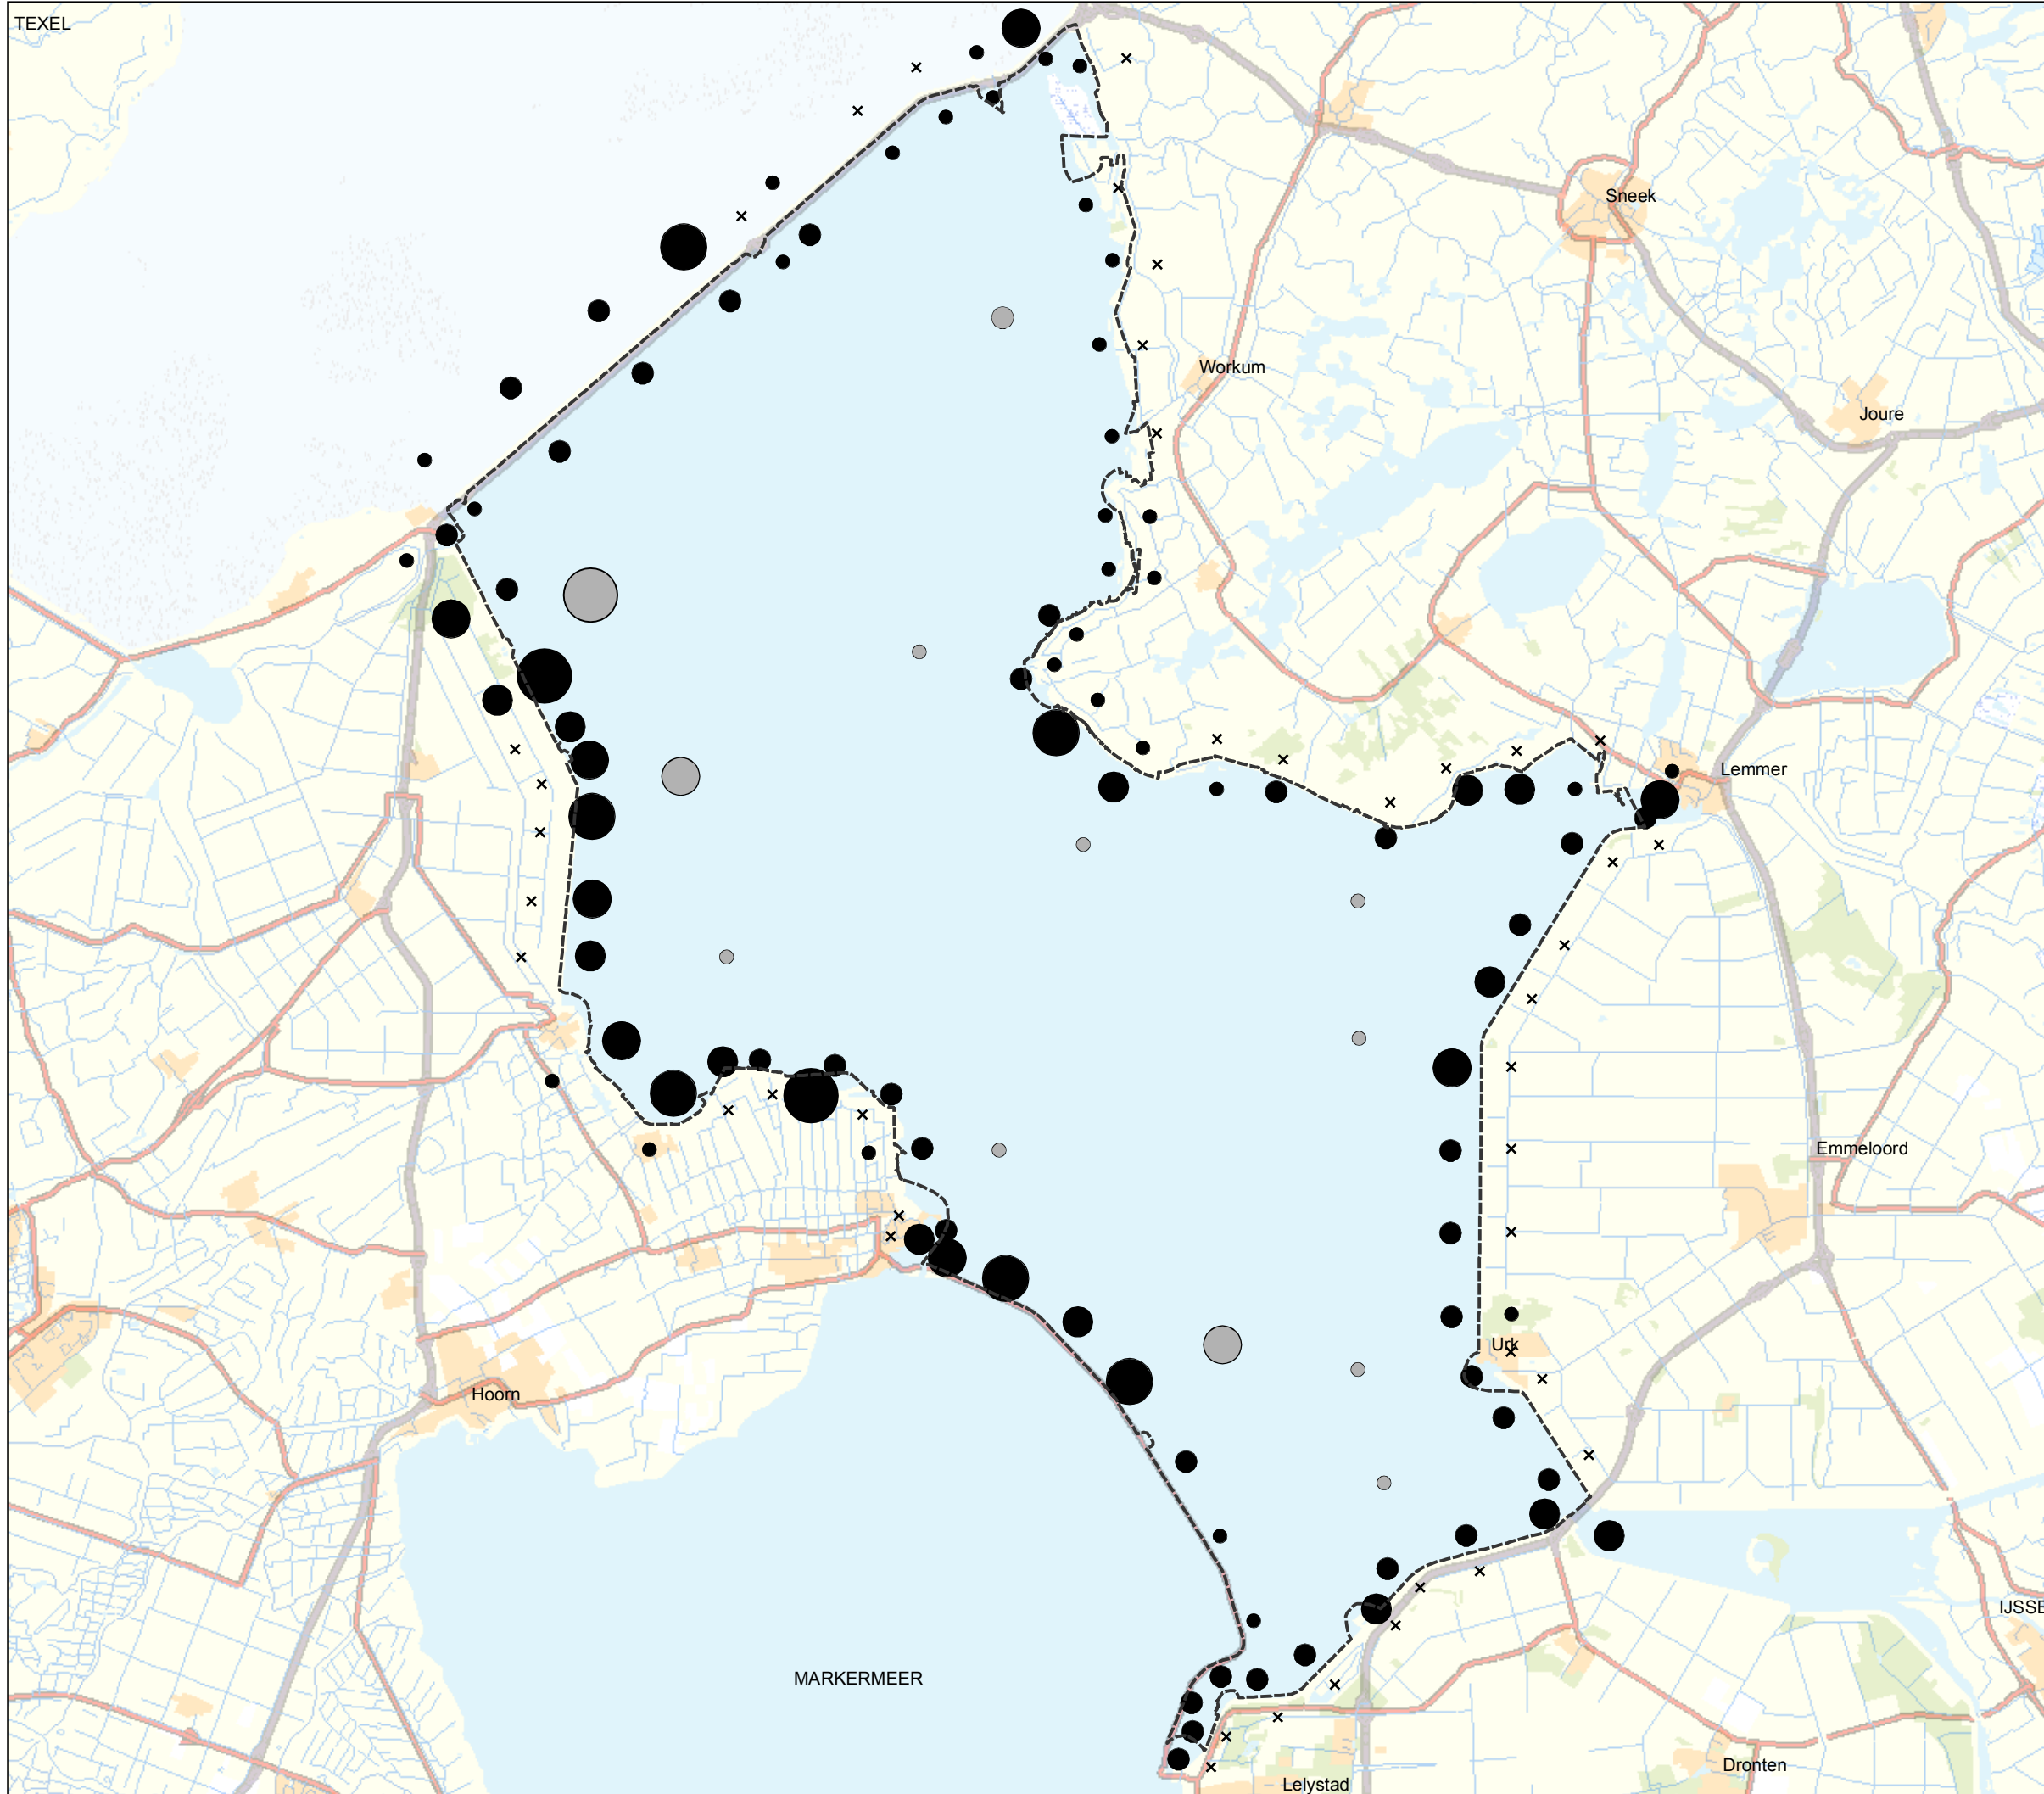 TEXEL
Sneek
Workum
Joure
Lemmer
Emmeloord
Urk
Hoorn
IJSSE
MARKERMEER
Dronten
Lelystad